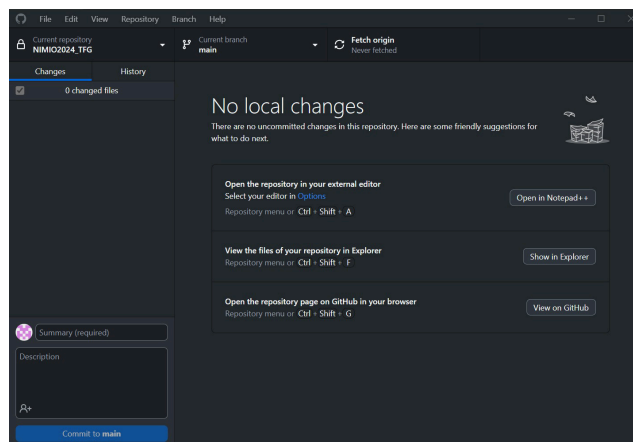 File Edit View Repository Branch Help
Current repository
NIMIO2024_TFG
Current branch
main
Fetch origin
Never fetched
Changes History
0 changed files
No local changes
There are no uncommitted changes in this repository. Here are some friendly suggestions for
what to do next.
Open the repository in your external editor
Select your editor in Options
Repository menu or Ctrl + Shift + A
Open in Notepad++
View the files of your repository in Explorer
Repository menu or Ctrl + Shift + F
Show in Explorer
Open the repository page on GitHub in your browser
Repository menu or Ctrl + Shift + G
View on GitHub
Summary (required)
Description
Commit to main